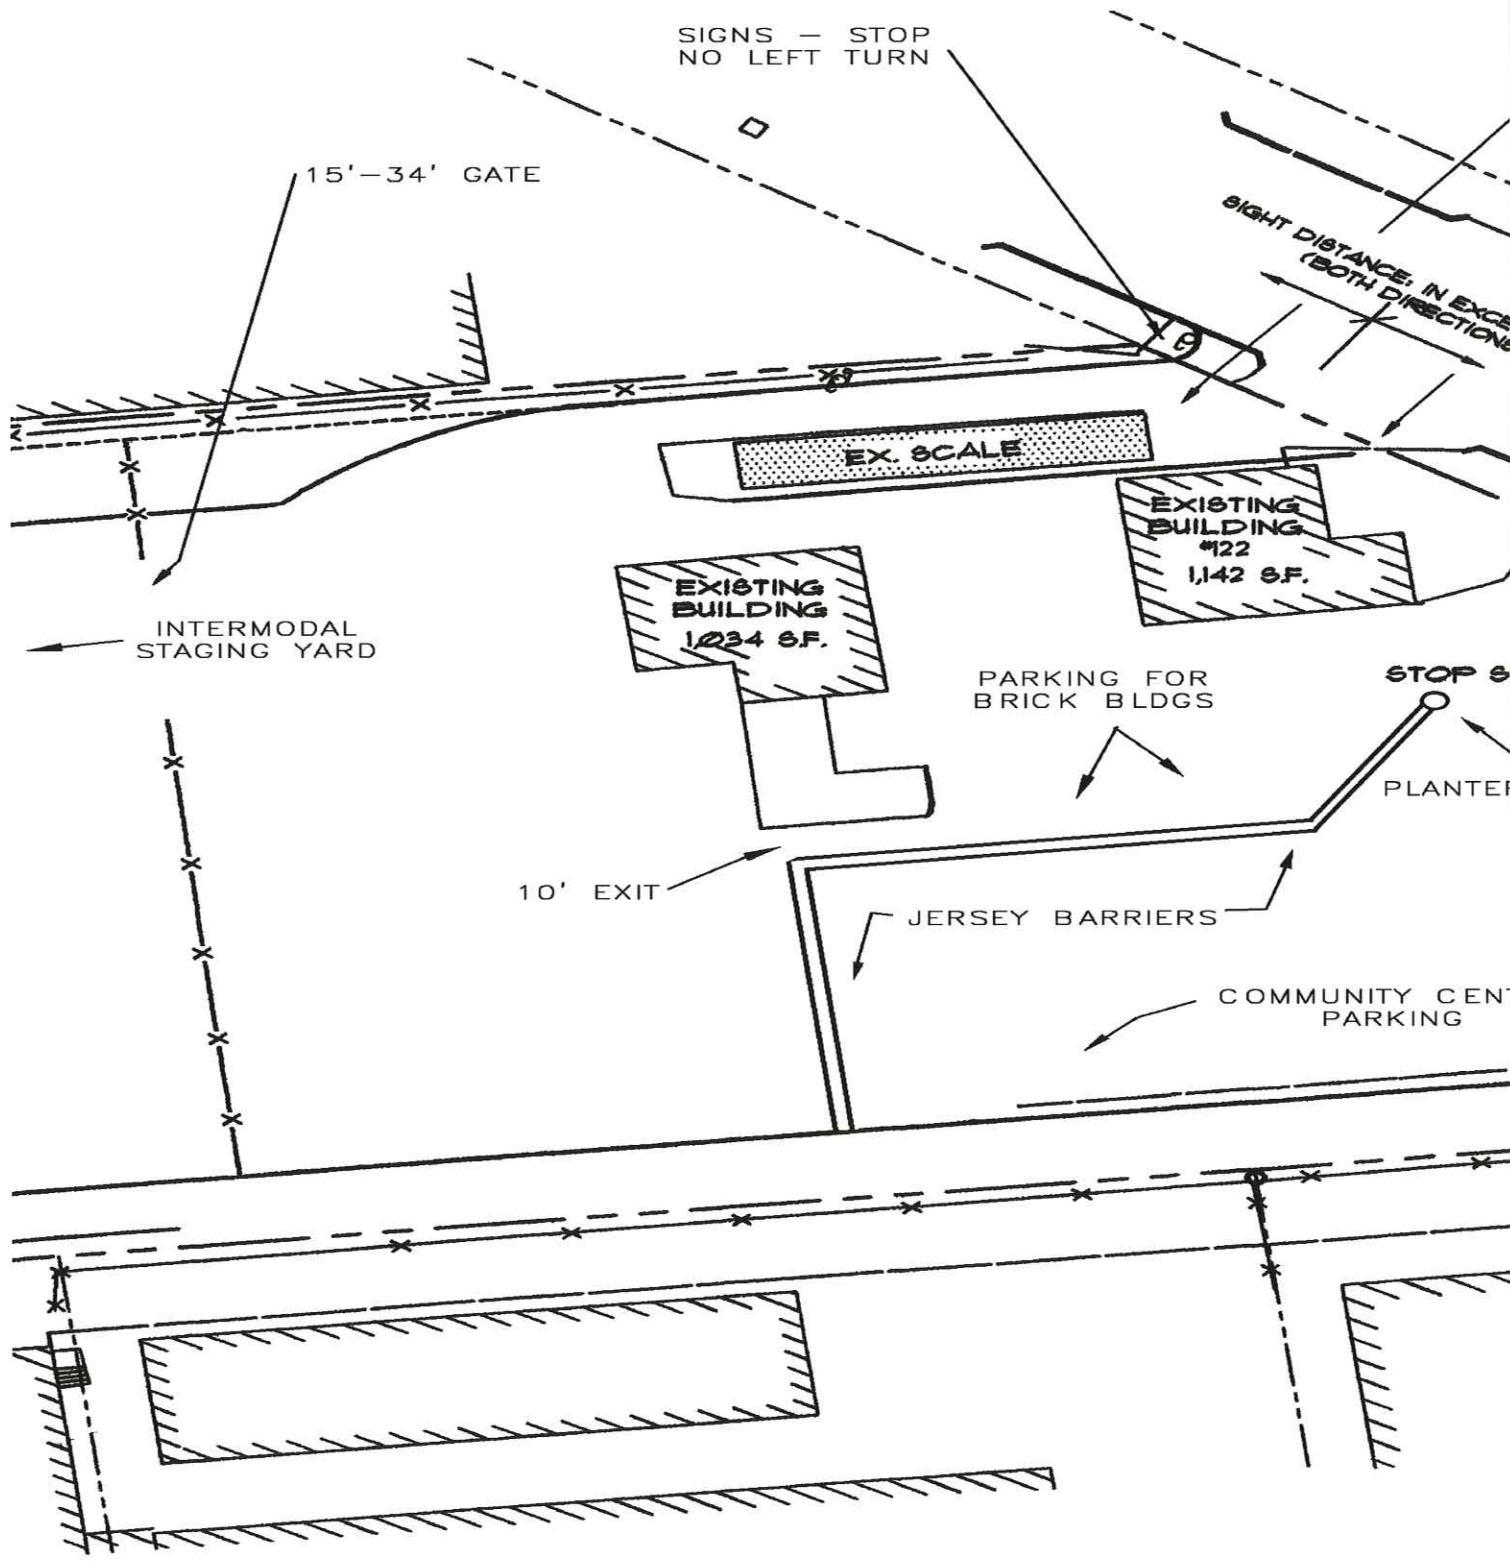 SIGNS – STOP
NO LEFT TURN
15'–34' GATE
SIGHT DISTANCE: IN EXCE
(BOTH DIRECTIONS
EX. SCALE
EXISTING
BUILDING
#122
1,142 S.F.
EXISTING
BUILDING
1,034 S.F.
INTERMODAL
STAGING YARD
PARKING FOR
BRICK BLDGS
STOP S
PLANTER
10' EXIT
JERSEY BARRIERS
COMMUNITY CENT
PARKING